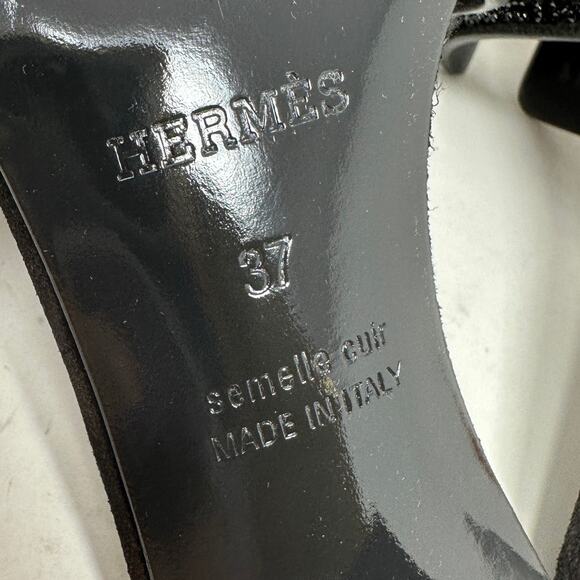 HERMÈS
37
semelle cuir
MADE IN ITALY